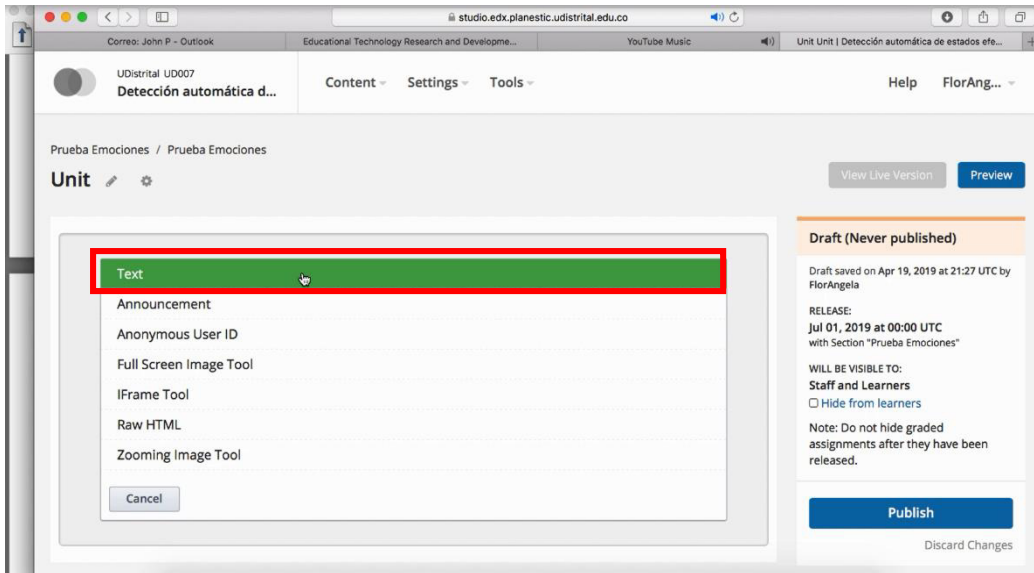 studio.edx.planestic.udistrital.edu.co
Correo: John P - Outlook
Educational Technology Research and Developme...
YouTube Music
Unit Unit | Detección automática de estados efe...
UDistrital UD007
Detección automática d...
Content
Settings
Tools
Help
FlorAng...
Prueba Emociones / Prueba Emociones
Unit
View Live Version
Preview
Text
Announcement
Anonymous User ID
Full Screen Image Tool
IFrame Tool
Raw HTML
Zooming Image Tool
Cancel
Draft (Never published)
Draft saved on Apr 19, 2019 at 21:27 UTC by
FlorAngela
RELEASE:
Jul 01, 2019 at 00:00 UTC
with Section "Prueba Emociones"
WILL BE VISIBLE TO:
Staff and Learners
Hide from learners
Note: Do not hide graded
assignments after they have been
released.
Publish
Discard Changes